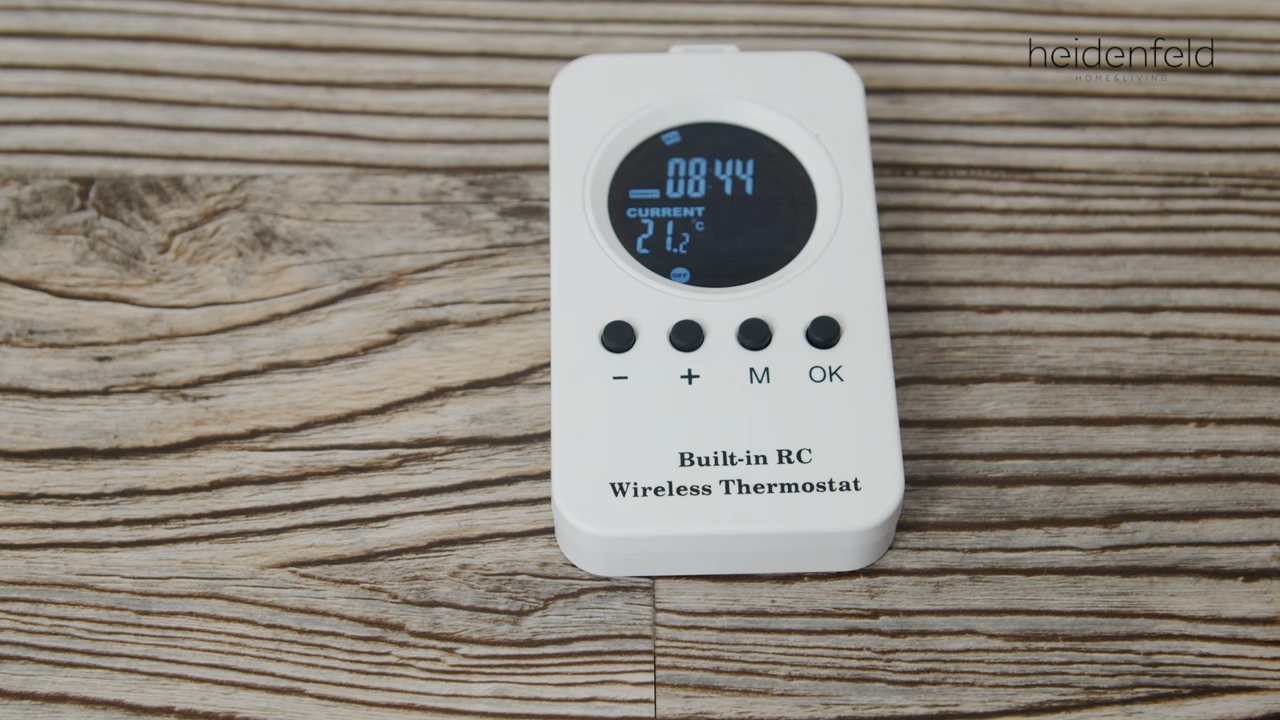 heidenfeld
HOME&LIVING
08:44
CURRENT
21.2 °C
OFF
− + M OK
Built-in RC
Wireless Thermostat